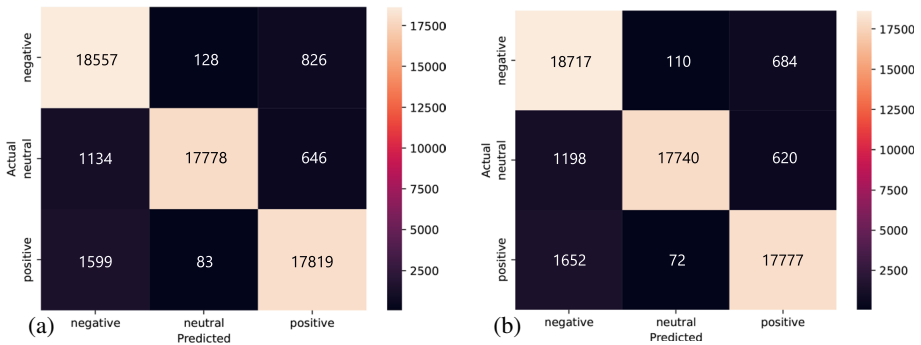 negative 18557 128 826
Actual
neutral 1134 17778 646
positive 1599 83 17819
negative neutral positive
Predicted
17500
15000
12500
10000
7500
5000
2500
(a)
negative 18717 110 684
Actual
neutral 1198 17740 620
positive 1652 72 17777
negative neutral positive
Predicted
17500
15000
12500
10000
7500
5000
2500
(b)